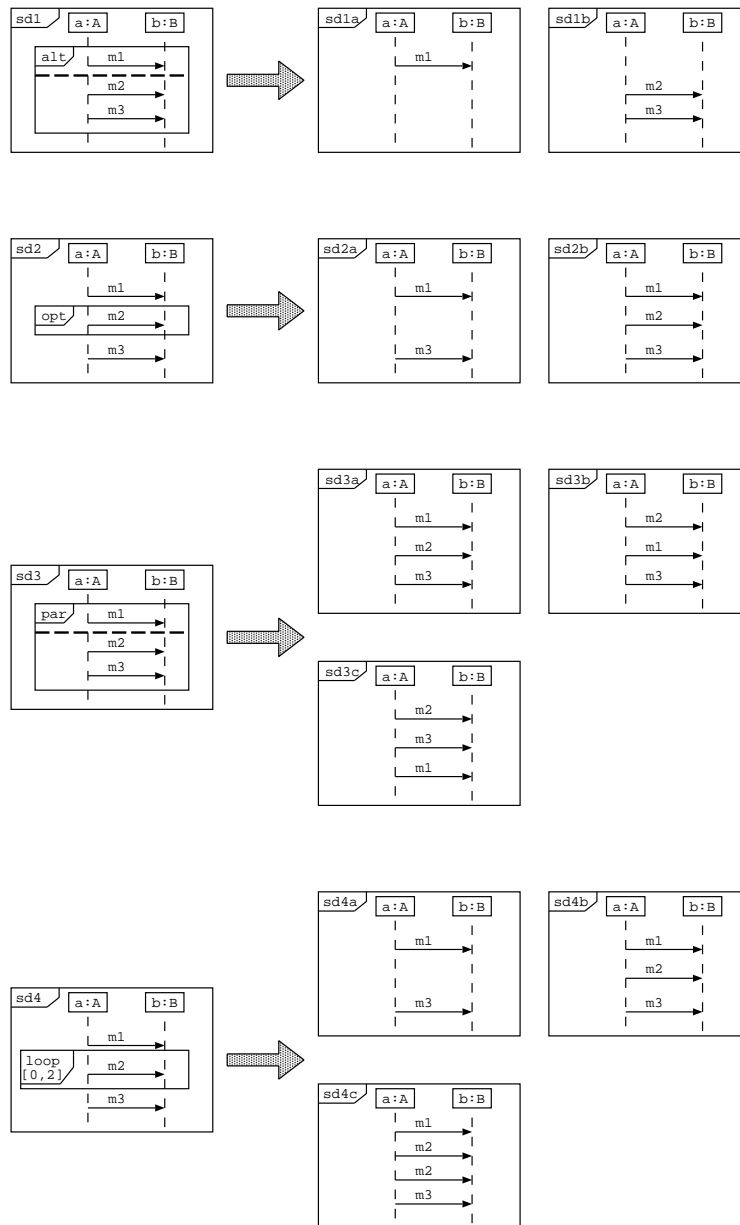 sd1 a:A b:B
alt m1
m2
m3
sd1a a:A b:B
m1
sd1b a:A b:B
m2
m3
sd2 a:A b:B
m1
opt m2
m3
sd2a a:A b:B
m1
m3
sd2b a:A b:B
m1
m2
m3
sd3 a:A b:B
par m1
m2
m3
sd3a a:A b:B
m1
m2
m3
sd3b a:A b:B
m2
m1
m3
sd3c a:A b:B
m2
m3
m1
sd4 a:A b:B
m1
loop
[0,2] m2
m3
sd4a a:A b:B
m1
m3
sd4b a:A b:B
m1
m2
m3
sd4c a:A b:B
m1
m2
m2
m3